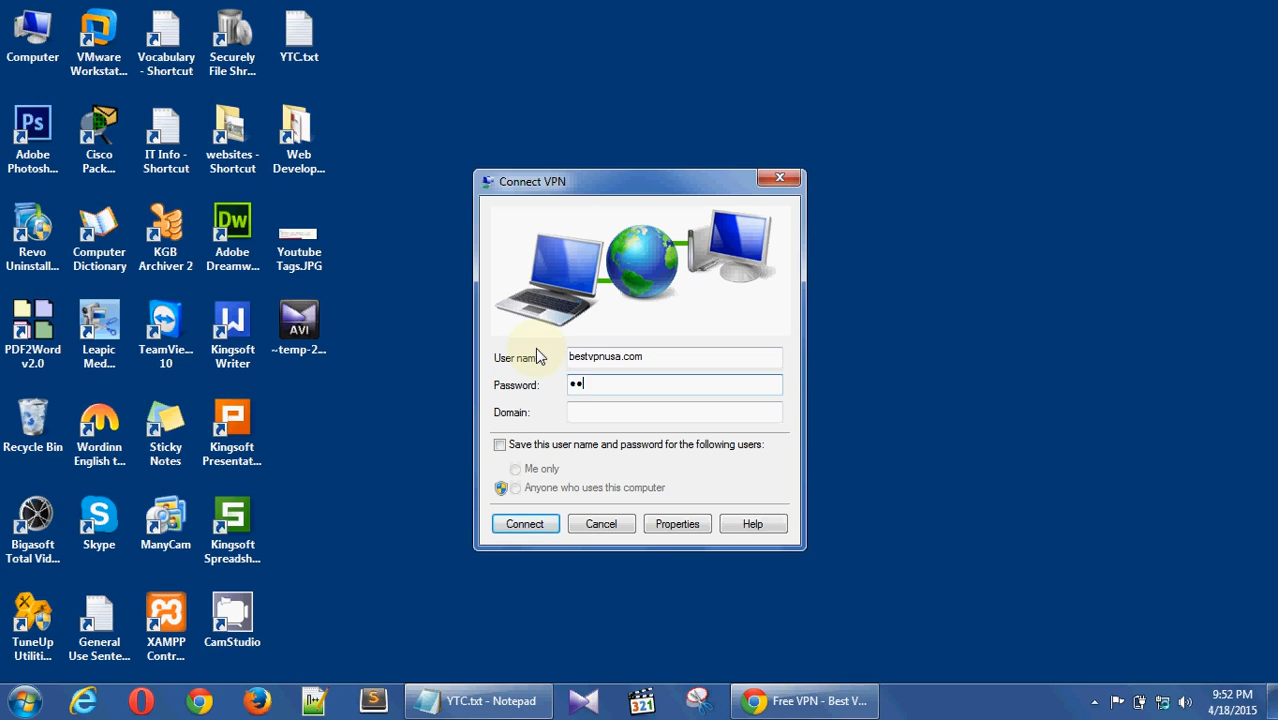 Computer
VMware
Workstat...
Vocabulary
- Shortcut
Securely
File Shr...
YTC.txt
Ps
Adobe
Photosh...
Cisco
Pack...
IT Info -
Shortcut
websites -
Shortcut
Web
Develop...
Revo
Uninstall...
Computer
Dictionary
KGB
Archiver 2
Dw
Adobe
Dreamw...
Youtube
Tags.JPG
PDF2Word
v2.0
Leapic
Med...
TeamVie...
10
W
Kingsoft
Writer
AVI
~temp-2...
Recycle Bin
Wordinn
English t...
Sticky
Notes
P
Kingsoft
Presentat...
Bigasoft
Total Vid...
S
Skype
ManyCam
S
Kingsoft
Spreadsh...
TuneUp
Utiliti...
General
Use Sente...
XAMPP
Contr...
CamStudio
Connect VPN
User name:
bestvpnusa.com
Password:
●●
Domain:
Save this user name and password for the following users:
Me only
Anyone who uses this computer
Connect
Cancel
Properties
Help
S
YTC.txt - Notepad
321
Free VPN - Best V...
9:52 PM
4/18/2015